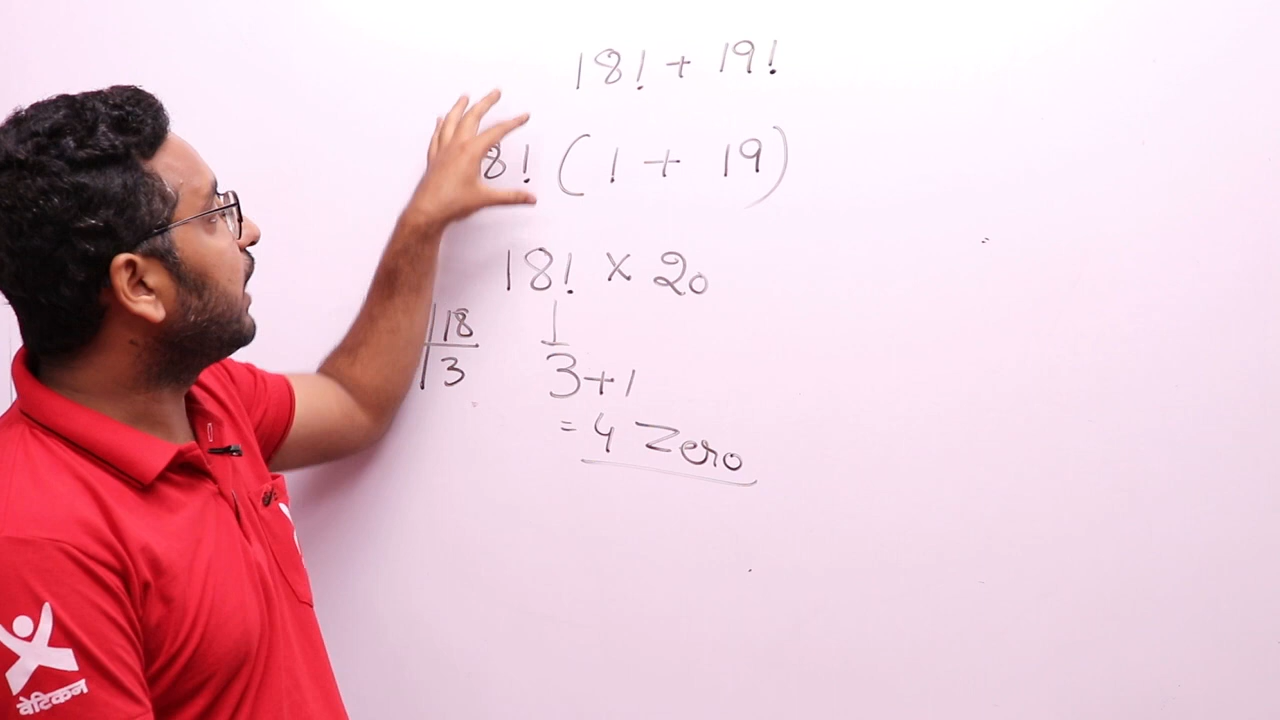 18! + 19!
8! ( 1 + 19 )
18! × 20
18
3
3+1
= 4 Zero
वेटिकन